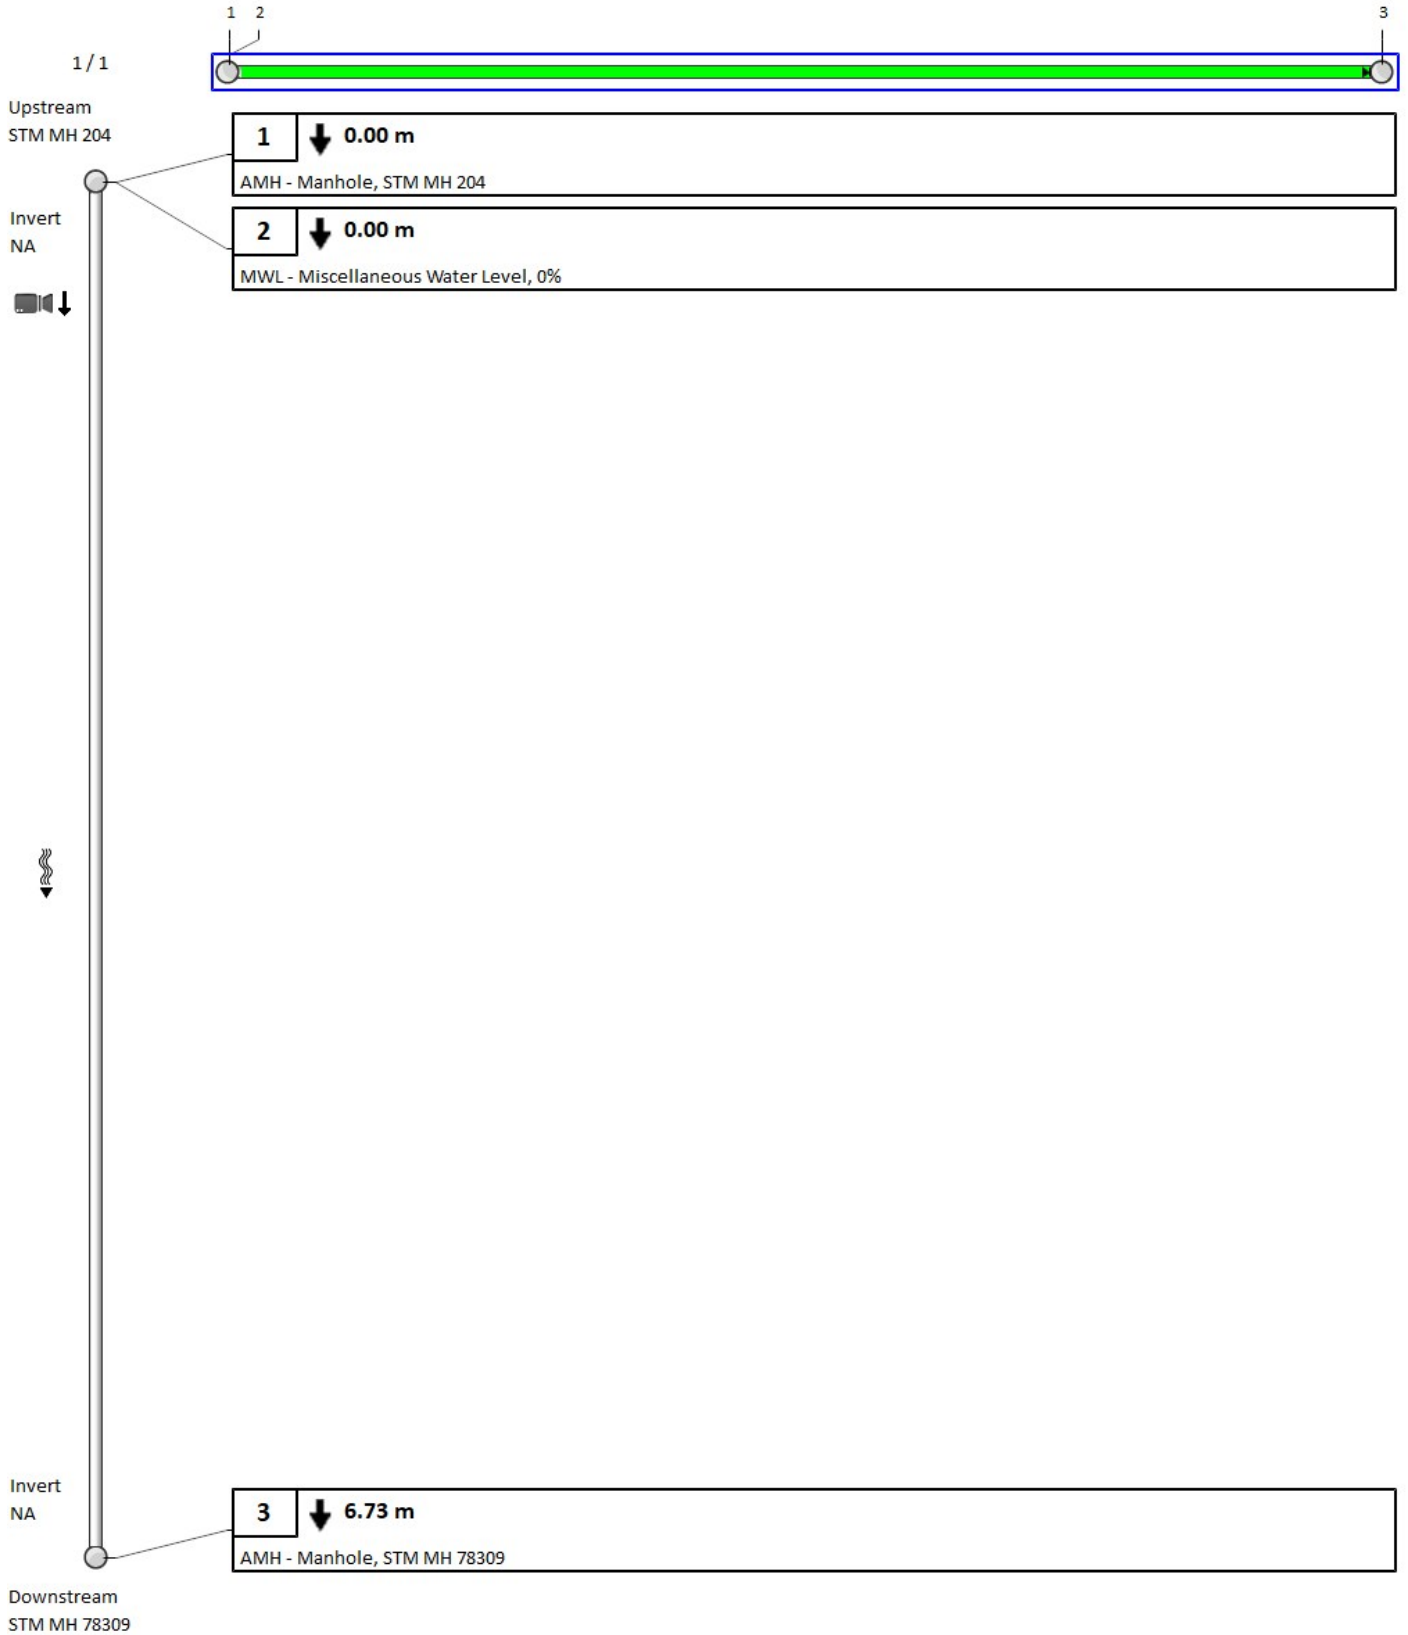 1 2 3
1 / 1
Upstream
STM MH 204
1 0.00 m
AMH - Manhole, STM MH 204
Invert
NA
2 0.00 m
MWL - Miscellaneous Water Level, 0%
Invert
NA
3 6.73 m
AMH - Manhole, STM MH 78309
Downstream
STM MH 78309